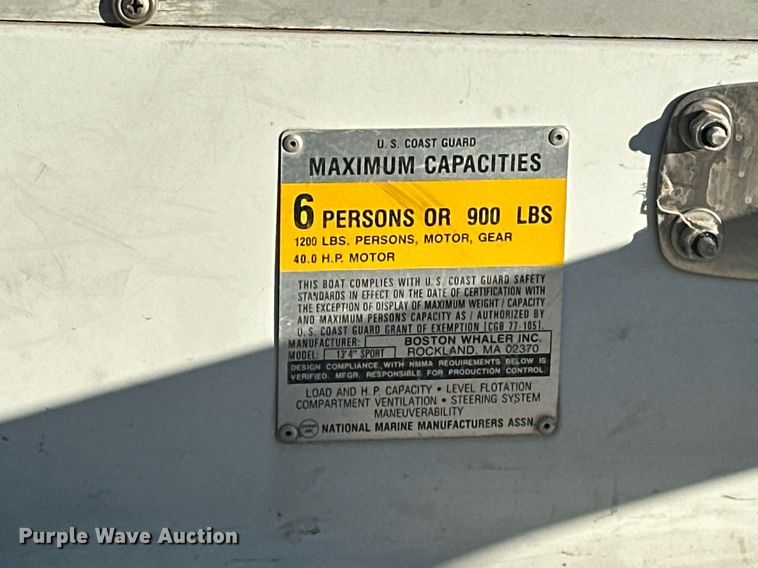 U. S. COAST GUARD
MAXIMUM CAPACITIES
6 PERSONS OR 900 LBS
1200 LBS. PERSONS, MOTOR, GEAR
40.0 H.P. MOTOR
THIS BOAT COMPLIES WITH U. S. COAST GUARD SAFETY
STANDARDS IN EFFECT ON THE DATE OF CERTIFICATION WITH
THE EXCEPTION OF DISPLAY OF MAXIMUM WEIGHT / CAPACITY
AND MAXIMUM PERSONS CAPACITY AS / AUTHORIZED BY
U. S. COAST GUARD GRANT OF EXEMPTION [CGB 77-105].
MANUFACTURER: BOSTON WHALER INC.
MODEL: 13'4" SPORT ROCKLAND, MA 02370
DESIGN COMPLIANCE WITH NMMA REQUIREMENTS BELOW IS
VERIFIED. MFGR. RESPONSIBLE FOR PRODUCTION CONTROL.
LOAD AND H. P. CAPACITY • LEVEL FLOTATION
COMPARTMENT VENTILATION • STEERING SYSTEM
MANEUVERABILITY
NATIONAL MARINE MANUFACTURERS ASSN.
Purple Wave Auction